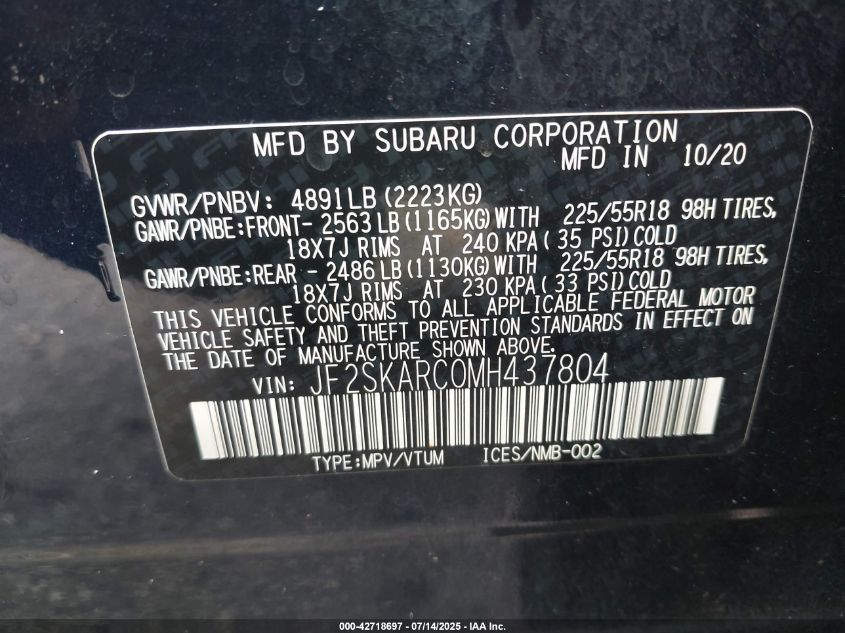 MFD BY SUBARU CORPORATION
MFD IN 10/20
GVWR/PNBV: 4891LB (2223KG)
GAWR/PNBE:FRONT- 2563LB(1165KG)WITH 225/55R18 98H TIRES,
18X7J RIMS AT 240 KPA( 35 PSI)COLD
GAWR/PNBE:REAR - 2486LB(1130KG)WITH 225/55R18 98H TIRES,
18X7J RIMS AT 230 KPA( 33 PSI)COLD
THIS VEHICLE CONFORMS TO ALL APPLICABLE FEDERAL MOTOR
VEHICLE SAFETY AND THEFT PREVENTION STANDARDS IN EFFECT ON
THE DATE OF MANUFACTURE SHOWN ABOVE.
VIN: JF2SKARC0MH437804
TYPE:MPV/VTUM ICES/NMB-002
000-42718697 - 07/14/2025 - IAA Inc.